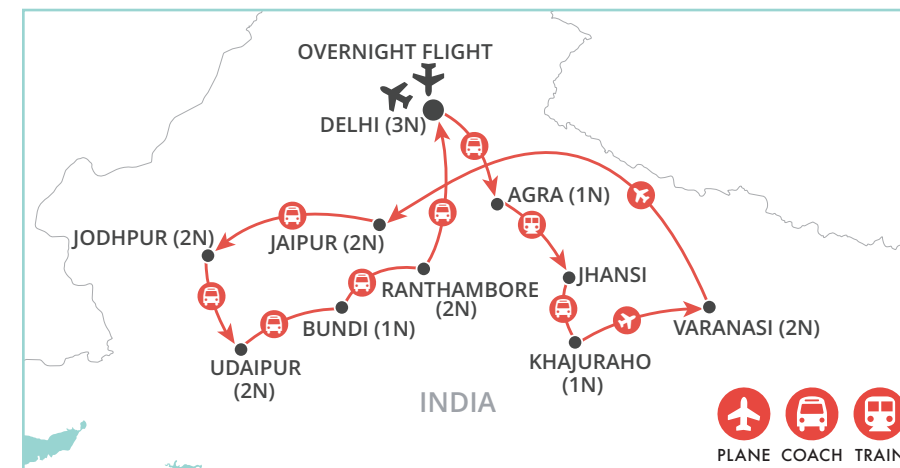 OVERNIGHT FLIGHT
DELHI (3N)
AGRA (1N)
JODHPUR (2N)
JAIPUR (2N)
JHANSI
RANTHAMBORE
(2N)
BUNDI (1N)
VARANASI (2N)
UDAIPUR
(2N)
KHAJURAHO
(1N)
INDIA
PLANE COACH TRAIN